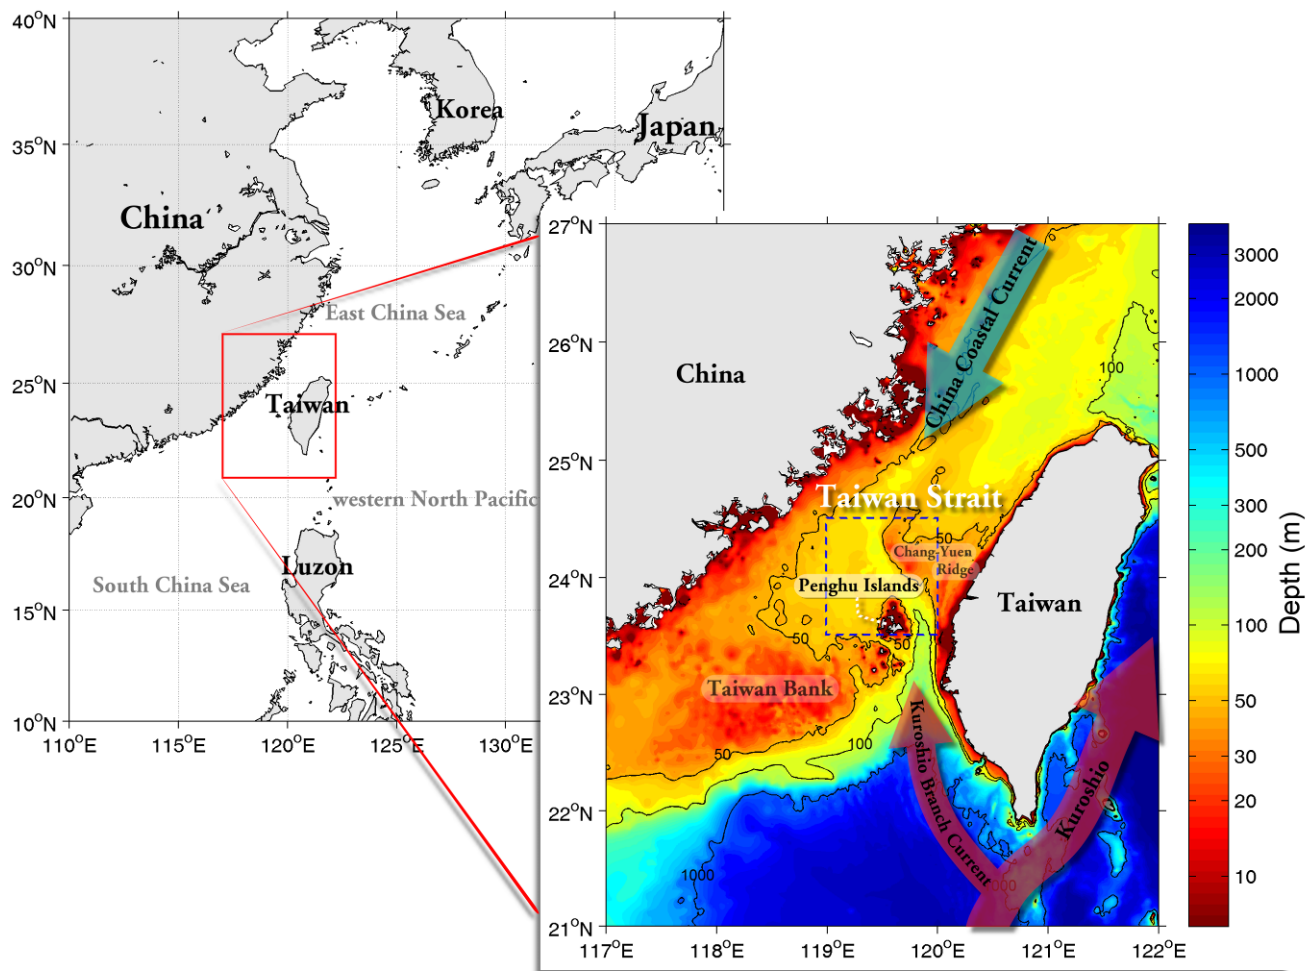 40°N
35°N
30°N
25°N
20°N
15°N
10°N
110°E
115°E
120°E
125°E
130°E
China
Korea
Japan
East China Sea
Taiwan
western North Pacific
Luzon
South China Sea
27°N
26°N
25°N
24°N
23°N
22°N
21°N
117°E
118°E
119°E
120°E
121°E
122°E
China
China Coastal Current
100
Taiwan Strait
50
Chang-Yuen
Ridge
Penghu Islands
Taiwan
50
50
Taiwan Bank
50
100
Kuroshio Branch Current
Kuroshio
1000
3000
2000
1000
500
300
200
100
50
30
20
10
Depth (m)